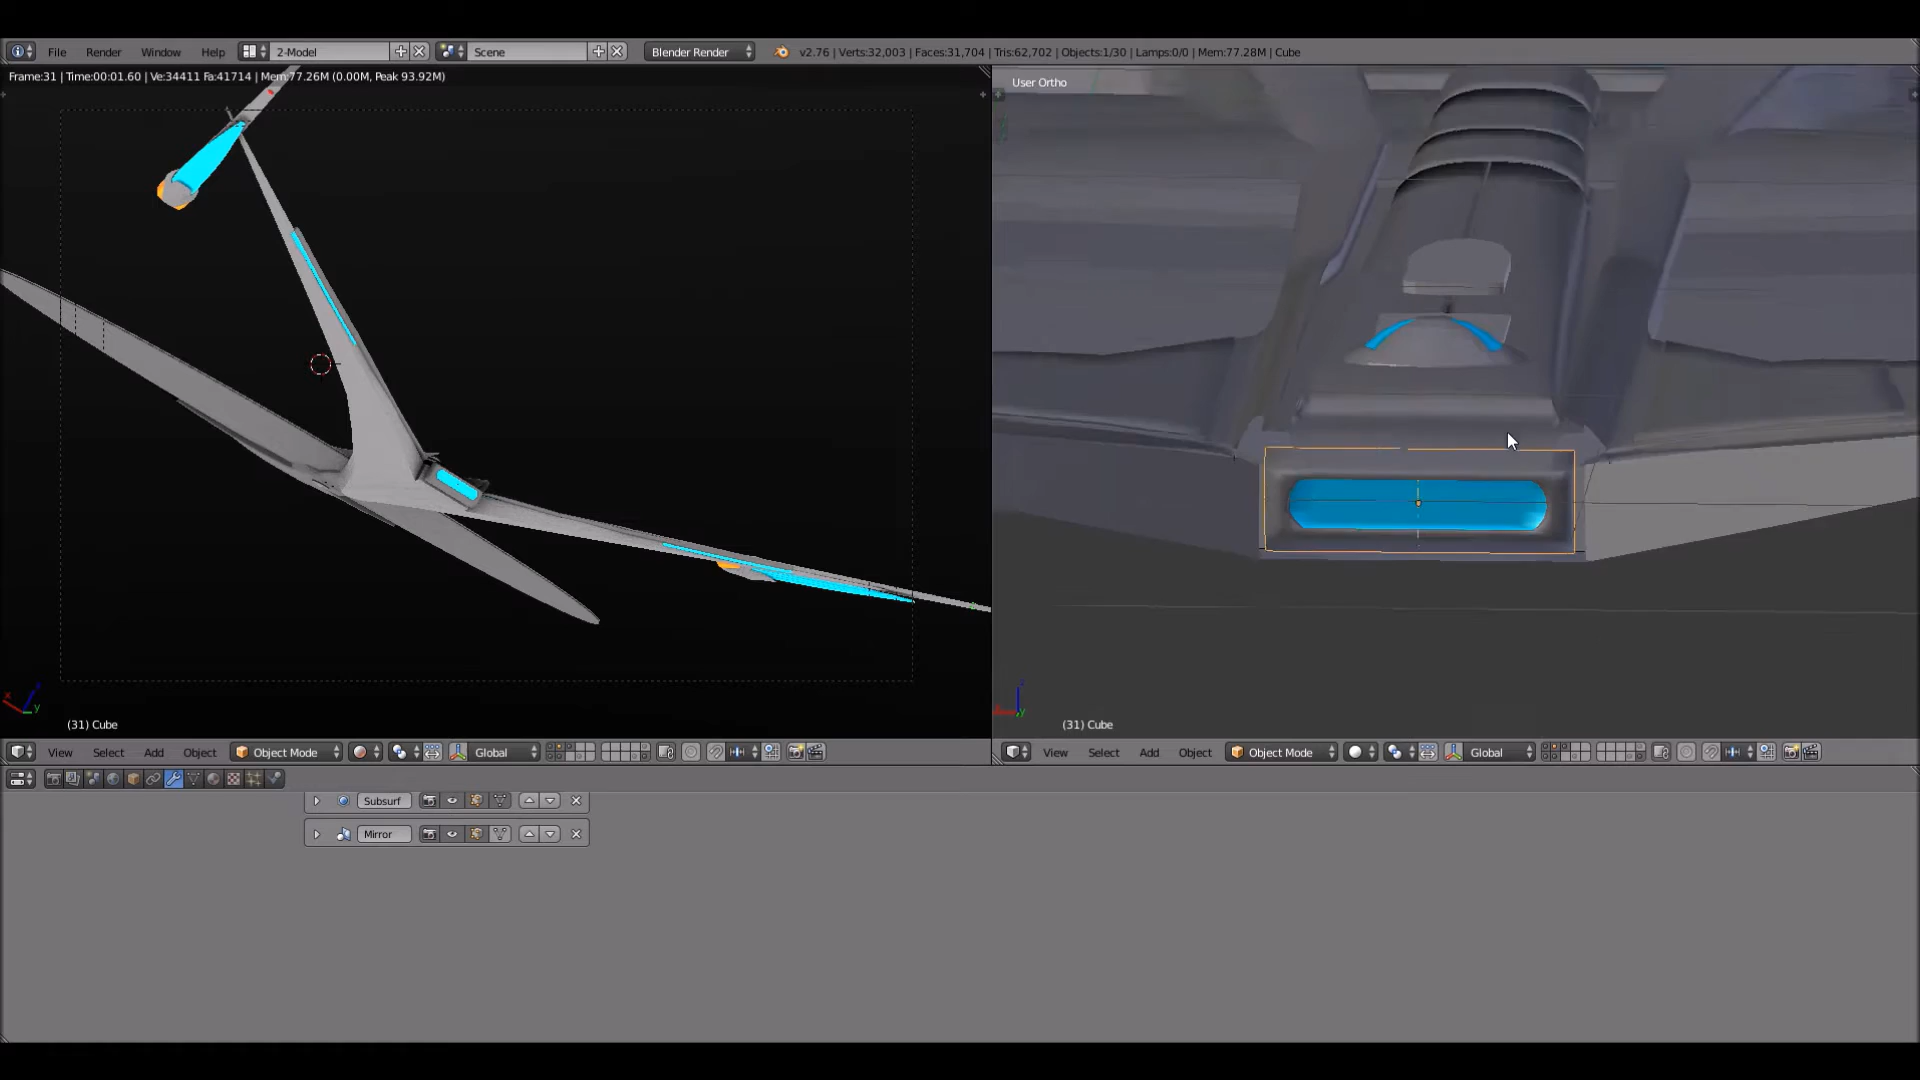 File Render Window Help 2-Model Scene Blender Render v2.76 | Verts:32,003 | Faces:31,704 | Tris:62,702 | Objects:1/30 | Lamps:0/0 | Mem:77.28M | Cube
Frame:31 | Time:00:01.60 | Ve:34411 Fa:41714 | Mem:77.26M (0.00M, Peak 93.92M)
User Ortho
x
y
y
(31) Cube
(31) Cube
View Select Add Object Object Mode Global
View Select Add Object Object Mode Global
Subsurf
Mirror